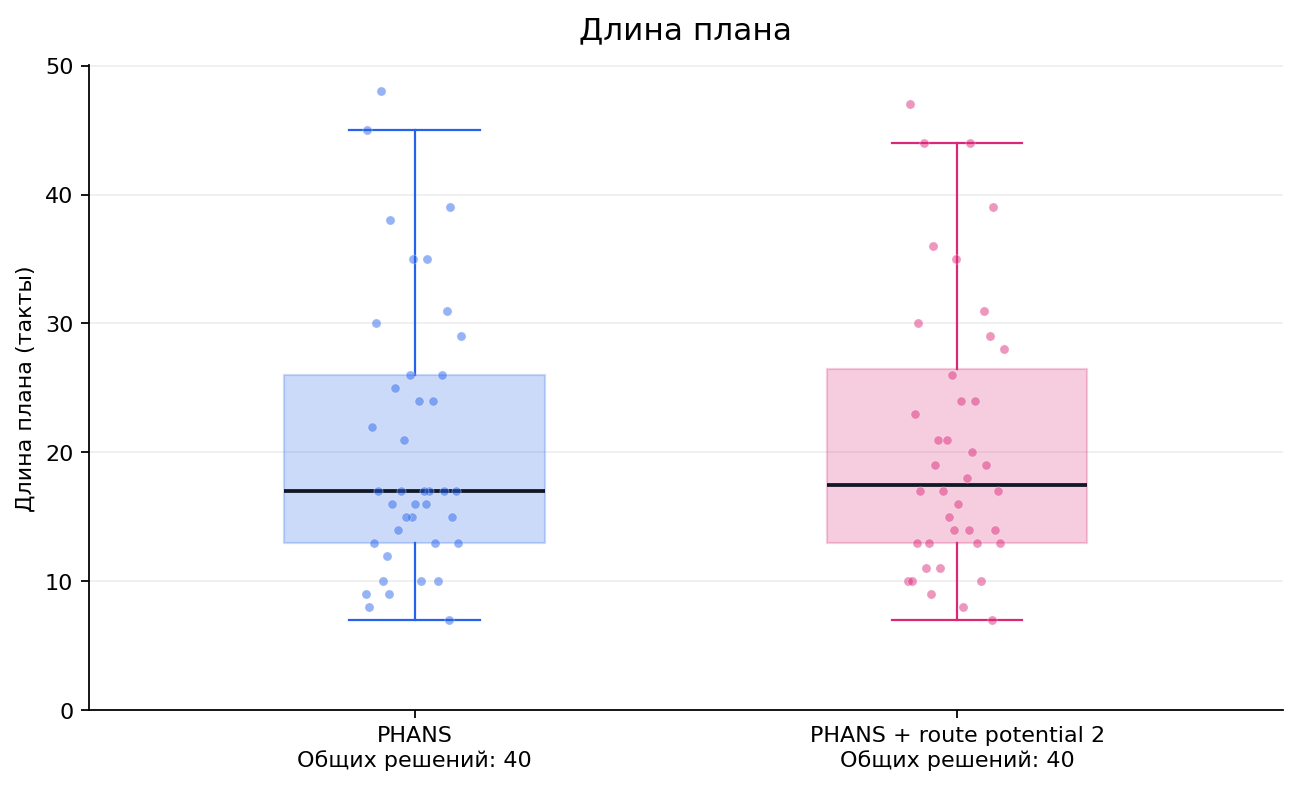 Длина плана
Длина плана (такты)
50
40
30
20
10
0
PHANS
Общих решений: 40
PHANS + route potential 2
Общих решений: 40